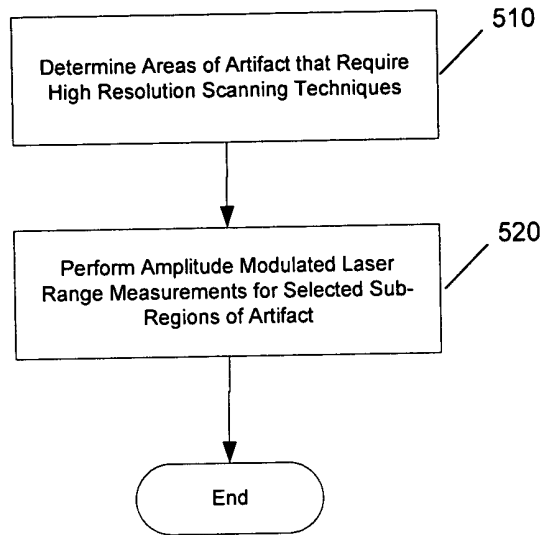 510
Determine Areas of Artifact that Require
High Resolution Scanning Techniques
520
Perform Amplitude Modulated Laser
Range Measurements for Selected Sub-
Regions of Artifact
End